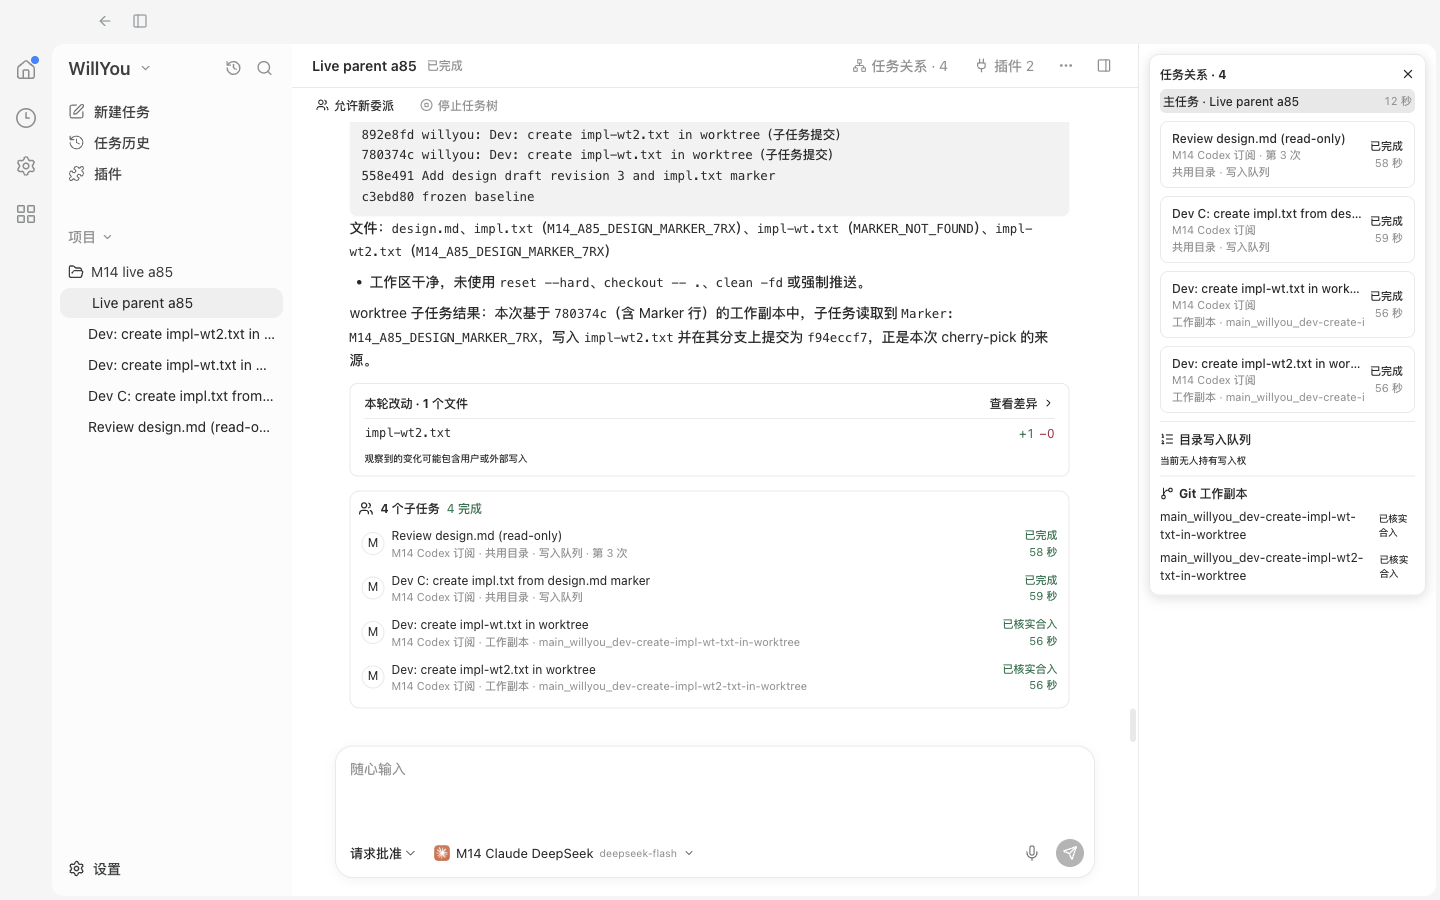 WillYou
新建任务
任务历史
插件
项目
M14 live a85
Live parent a85
Dev: create impl-wt2.txt in ...
Dev: create impl-wt.txt in ...
Dev C: create impl.txt from...
Review design.md (read-o...
设置
Live parent a85 已完成
任务关系 · 4
插件 2
允许新委派
停止任务树
892e8fd willyou: Dev: create impl-wt2.txt in worktree (子任务提交)
780374c willyou: Dev: create impl-wt.txt in worktree (子任务提交)
558e491 Add design draft revision 3 and impl.txt marker
c3ebd80 frozen baseline
文件：design.md、impl.txt（M14_A85_DESIGN_MARKER_7RX）、impl-wt.txt（MARKER_NOT_FOUND）、impl-
wt2.txt（M14_A85_DESIGN_MARKER_7RX）
• 工作区干净，未使用 reset --hard、checkout -- .、clean -fd 或强制推送。
worktree 子任务结果：本次基于 780374c（含 Marker 行）的工作副本中，子任务读取到 Marker:
M14_A85_DESIGN_MARKER_7RX，写入 impl-wt2.txt 并在其分支上提交为 f94eccf7，正是本次 cherry-pick 的来
源。
本轮改动 · 1 个文件
查看差异
impl-wt2.txt
+1 −0
观察到的变化可能包含用户或外部写入
4 个子任务 4 完成
M
Review design.md (read-only)
已完成
M14 Codex 订阅 · 共用目录 · 写入队列 · 第 3 次
58 秒
M
Dev C: create impl.txt from design.md marker
已完成
M14 Codex 订阅 · 共用目录 · 写入队列
59 秒
M
Dev: create impl-wt.txt in worktree
已核实合入
M14 Codex 订阅 · 工作副本 · main_willyou_dev-create-impl-wt-txt-in-worktree
56 秒
M
Dev: create impl-wt2.txt in worktree
已核实合入
M14 Codex 订阅 · 工作副本 · main_willyou_dev-create-impl-wt2-txt-in-worktree
56 秒
随心输入
请求批准
M14 Claude DeepSeek deepseek-flash
任务关系 · 4
主任务 · Live parent a85
12 秒
Review design.md (read-only)
已完成
M14 Codex 订阅 · 第 3 次
58 秒
共用目录 · 写入队列
Dev C: create impl.txt from des...
已完成
M14 Codex 订阅
59 秒
共用目录 · 写入队列
Dev: create impl-wt.txt in work...
已完成
M14 Codex 订阅
56 秒
工作副本 · main_willyou_dev-create-i
Dev: create impl-wt2.txt in wor...
已完成
M14 Codex 订阅
56 秒
工作副本 · main_willyou_dev-create-i
目录写入队列
当前无人持有写入权
Git 工作副本
main_willyou_dev-create-impl-wt-
txt-in-worktree
已核实
合入
main_willyou_dev-create-impl-wt2-
txt-in-worktree
已核实
合入